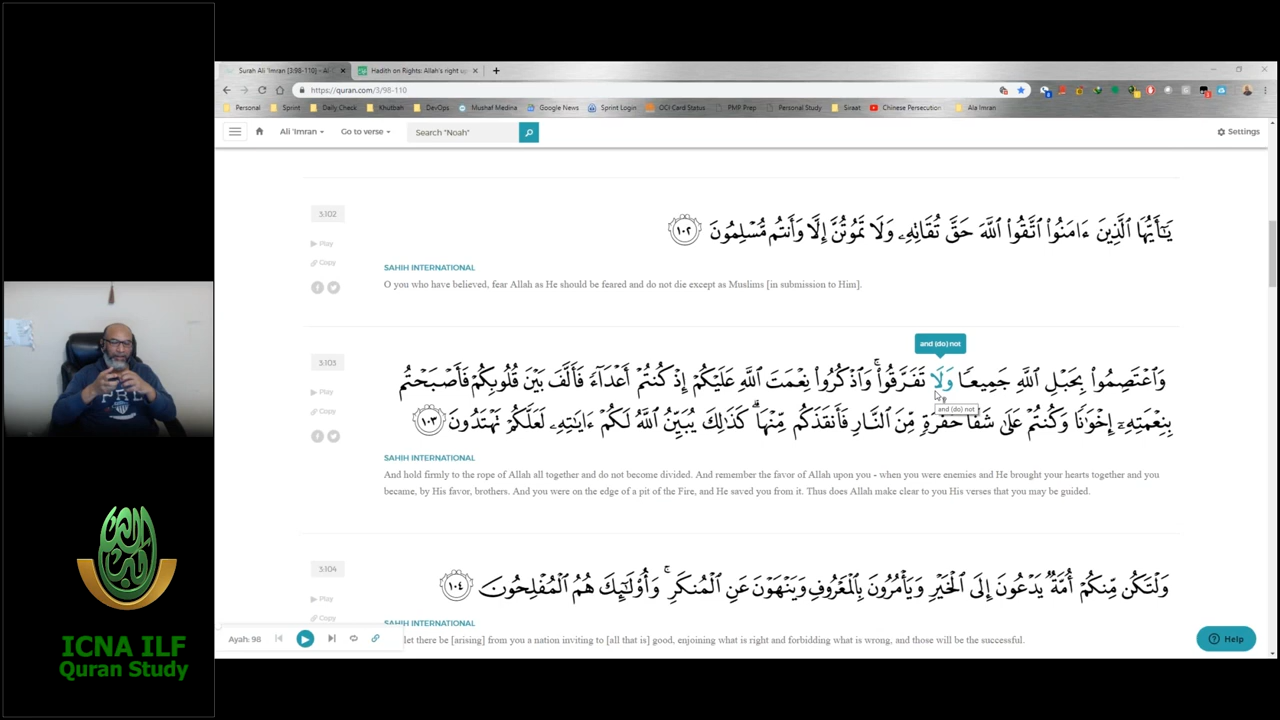 Surah Ali 'Imran [3:98-110] - Al-
Hadith on Rights: Allah's right up
https://quran.com/3/98-110
Personal Sprint Daily Check Khutbah DevOps Mushaf Medina Google News Sprint Login OCI Card Status PMP Prep Personal Study Siraat Chinese Persecution Ala Imran
Ali 'Imran Go to verse Search "Noah" Settings
3:102
يَـٰٓأَيُّهَا ٱلَّذِينَ ءَامَنُوا۟ ٱتَّقُوا۟ ٱللَّهَ حَقَّ تُقَاتِهِۦ وَلَا تَمُوتُنَّ إِلَّا وَأَنتُم مُّسْلِمُونَ ١٠٢
Play
Copy
SAHIH INTERNATIONAL
O you who have believed, fear Allah as He should be feared and do not die except as Muslims [in submission to Him].
and (do) not
3:103
وَٱعْتَصِمُوا۟ بِحَبْلِ ٱللَّهِ جَمِيعًا وَلَا تَفَرَّقُوا۟ ۚ وَٱذْكُرُوا۟ نِعْمَتَ ٱللَّهِ عَلَيْكُمْ إِذْ كُنتُمْ أَعْدَآءً فَأَلَّفَ بَيْنَ قُلُوبِكُمْ فَأَصْبَحْتُم
and (do) not
بِنِعْمَتِهِۦٓ إِخْوَٰنًا وَكُنتُمْ عَلَىٰ شَفَا حُفْرَةٍ مِّنَ ٱلنَّارِ فَأَنقَذَكُم مِّنْهَا ۗ كَذَٰلِكَ يُبَيِّنُ ٱللَّهُ لَكُمْ ءَايَـٰتِهِۦ لَعَلَّكُمْ تَهْتَدُونَ ١٠٣
Play
Copy
SAHIH INTERNATIONAL
And hold firmly to the rope of Allah all together and do not become divided. And remember the favor of Allah upon you - when you were enemies and He brought your hearts together and you
became, by His favor, brothers. And you were on the edge of a pit of the Fire, and He saved you from it. Thus does Allah make clear to you His verses that you may be guided.
3:104
وَلْتَكُن مِّنكُمْ أُمَّةٌ يَدْعُونَ إِلَى ٱلْخَيْرِ وَيَأْمُرُونَ بِٱلْمَعْرُوفِ وَيَنْهَوْنَ عَنِ ٱلْمُنكَرِ ۚ وَأُو۟لَـٰٓئِكَ هُمُ ٱلْمُفْلِحُونَ ١٠٤
Play
Copy
SAHIH INTERNATIONAL
let there be [arising] from you a nation inviting to [all that is] good, enjoining what is right and forbidding what is wrong, and those will be the successful.
Ayah: 98
Help
ICNA ILF
Quran Study